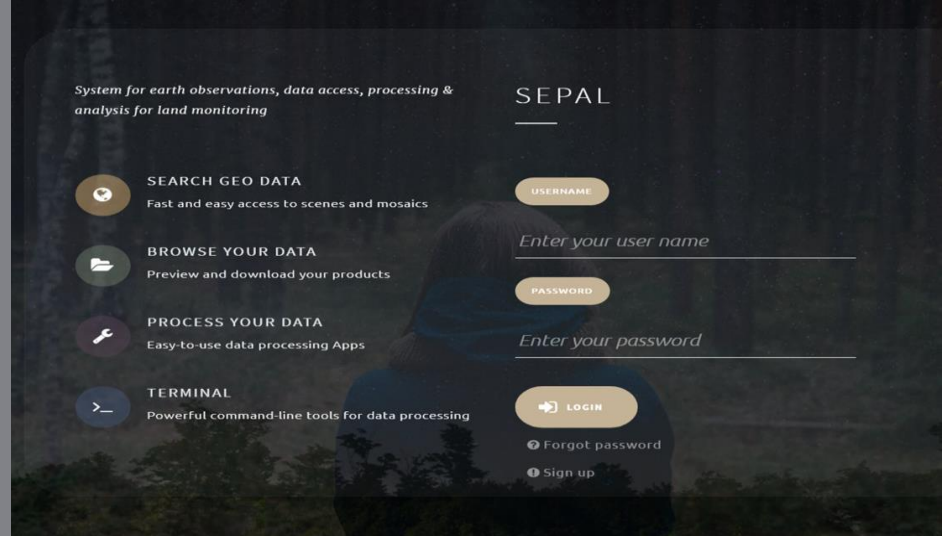 System for earth observations, data access, processing &
analysis for land monitoring
SEARCH GEO DATA
Fast and easy access to scenes and mosaics
BROWSE YOUR DATA
Preview and download your products
PROCESS YOUR DATA
Easy-to-use data processing Apps
TERMINAL
Powerful command-line tools for data processing
SEPAL
USERNAME
Enter your user name
PASSWORD
Enter your password
LOGIN
Forgot password
Sign up